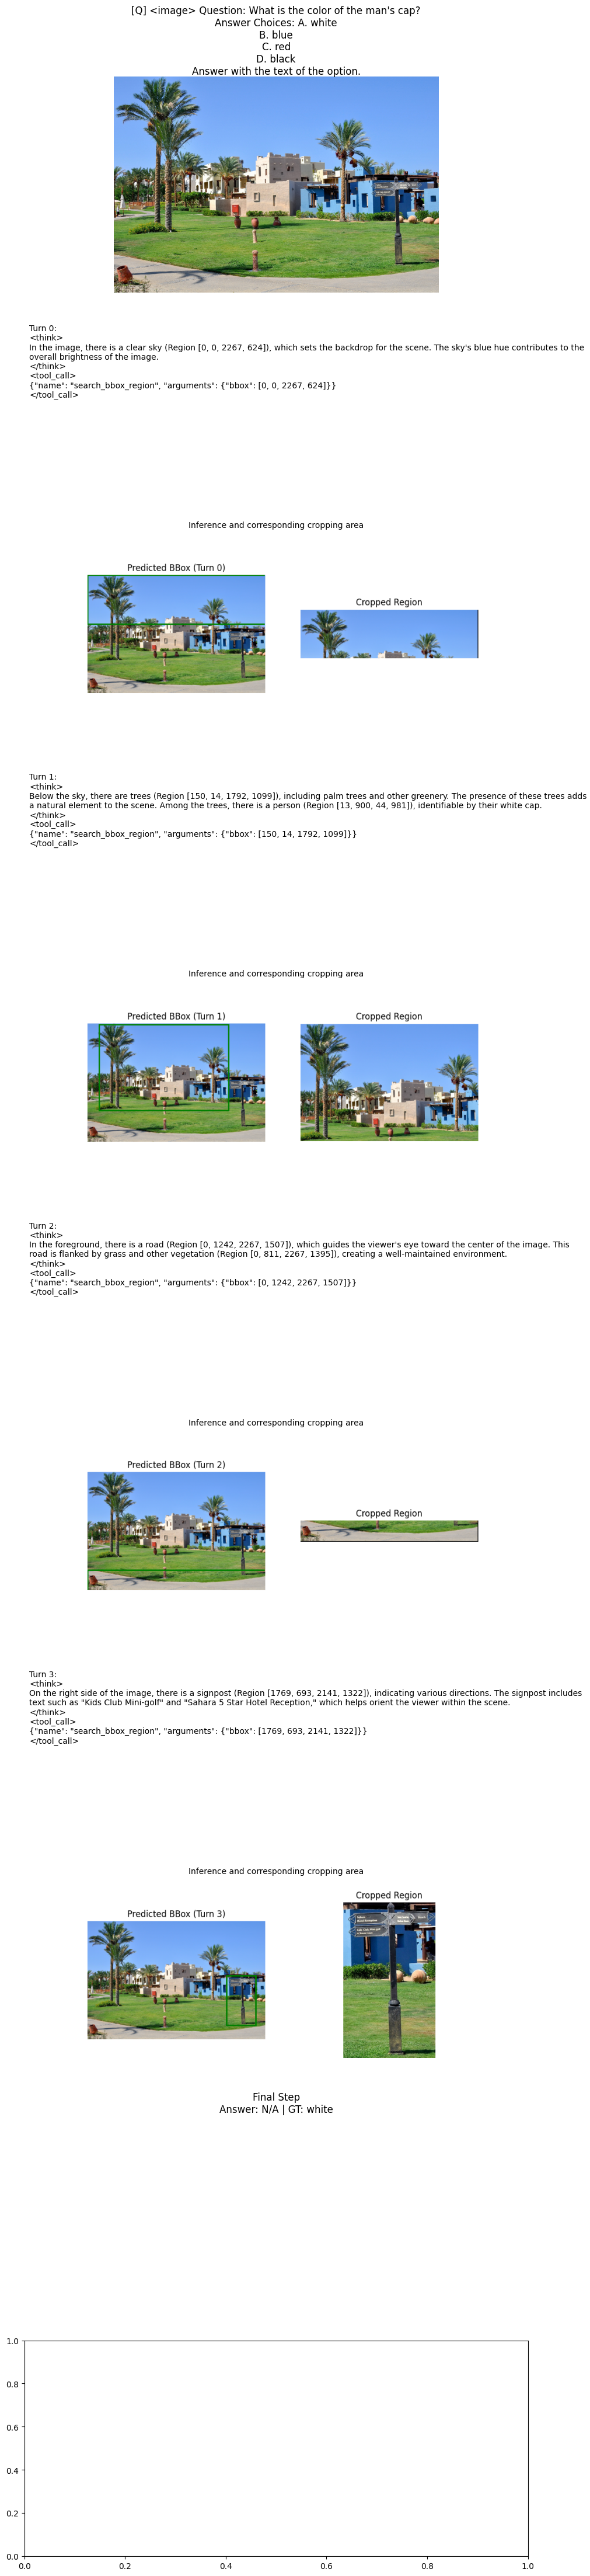 [Q] <image> Question: What is the color of the man's cap?
Answer Choices: A. white
B. blue
C. red
D. black
Answer with the text of the option.
Turn 0:
<think>
In the image, there is a clear sky (Region [0, 0, 2267, 624]), which sets the backdrop for the scene. The sky's blue hue contributes to the
overall brightness of the image.
</think>
<tool_call>
{"name": "search_bbox_region", "arguments": {"bbox": [0, 0, 2267, 624]}}
</tool_call>
Inference and corresponding cropping area
Predicted BBox (Turn 0)
Cropped Region
Turn 1:
<think>
Below the sky, there are trees (Region [150, 14, 1792, 1099]), including palm trees and other greenery. The presence of these trees adds
a natural element to the scene. Among the trees, there is a person (Region [13, 900, 44, 981]), identifiable by their white cap.
</think>
<tool_call>
{"name": "search_bbox_region", "arguments": {"bbox": [150, 14, 1792, 1099]}}
</tool_call>
Inference and corresponding cropping area
Predicted BBox (Turn 1)
Cropped Region
Turn 2:
<think>
In the foreground, there is a road (Region [0, 1242, 2267, 1507]), which guides the viewer's eye toward the center of the image. This
road is flanked by grass and other vegetation (Region [0, 811, 2267, 1395]), creating a well-maintained environment.
</think>
<tool_call>
{"name": "search_bbox_region", "arguments": {"bbox": [0, 1242, 2267, 1507]}}
</tool_call>
Inference and corresponding cropping area
Predicted BBox (Turn 2)
Cropped Region
Turn 3:
<think>
On the right side of the image, there is a signpost (Region [1769, 693, 2141, 1322]), indicating various directions. The signpost includes
text such as "Kids Club Mini-golf" and "Sahara 5 Star Hotel Reception," which helps orient the viewer within the scene.
</think>
<tool_call>
{"name": "search_bbox_region", "arguments": {"bbox": [1769, 693, 2141, 1322]}}
</tool_call>
Inference and corresponding cropping area
Predicted BBox (Turn 3)
Cropped Region
Final Step
Answer: N/A | GT: white
1.0
0.8
0.6
0.4
0.2
0.0
0.0 0.2 0.4 0.6 0.8 1.0